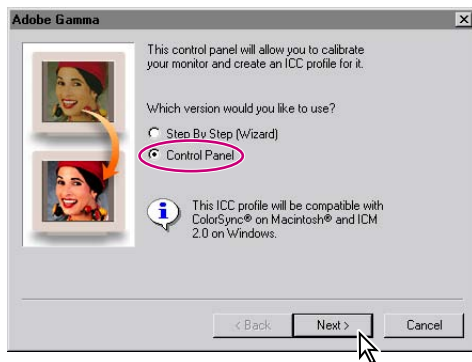 Adobe Gamma
This control panel will allow you to calibrate
your monitor and create an ICC profile for it.
Which version would you like to use?
Step By Step (Wizard)
Control Panel
This ICC profile will be compatible with
ColorSync® on Macintosh® and ICM
2.0 on Windows.
< Back
Next >
Cancel